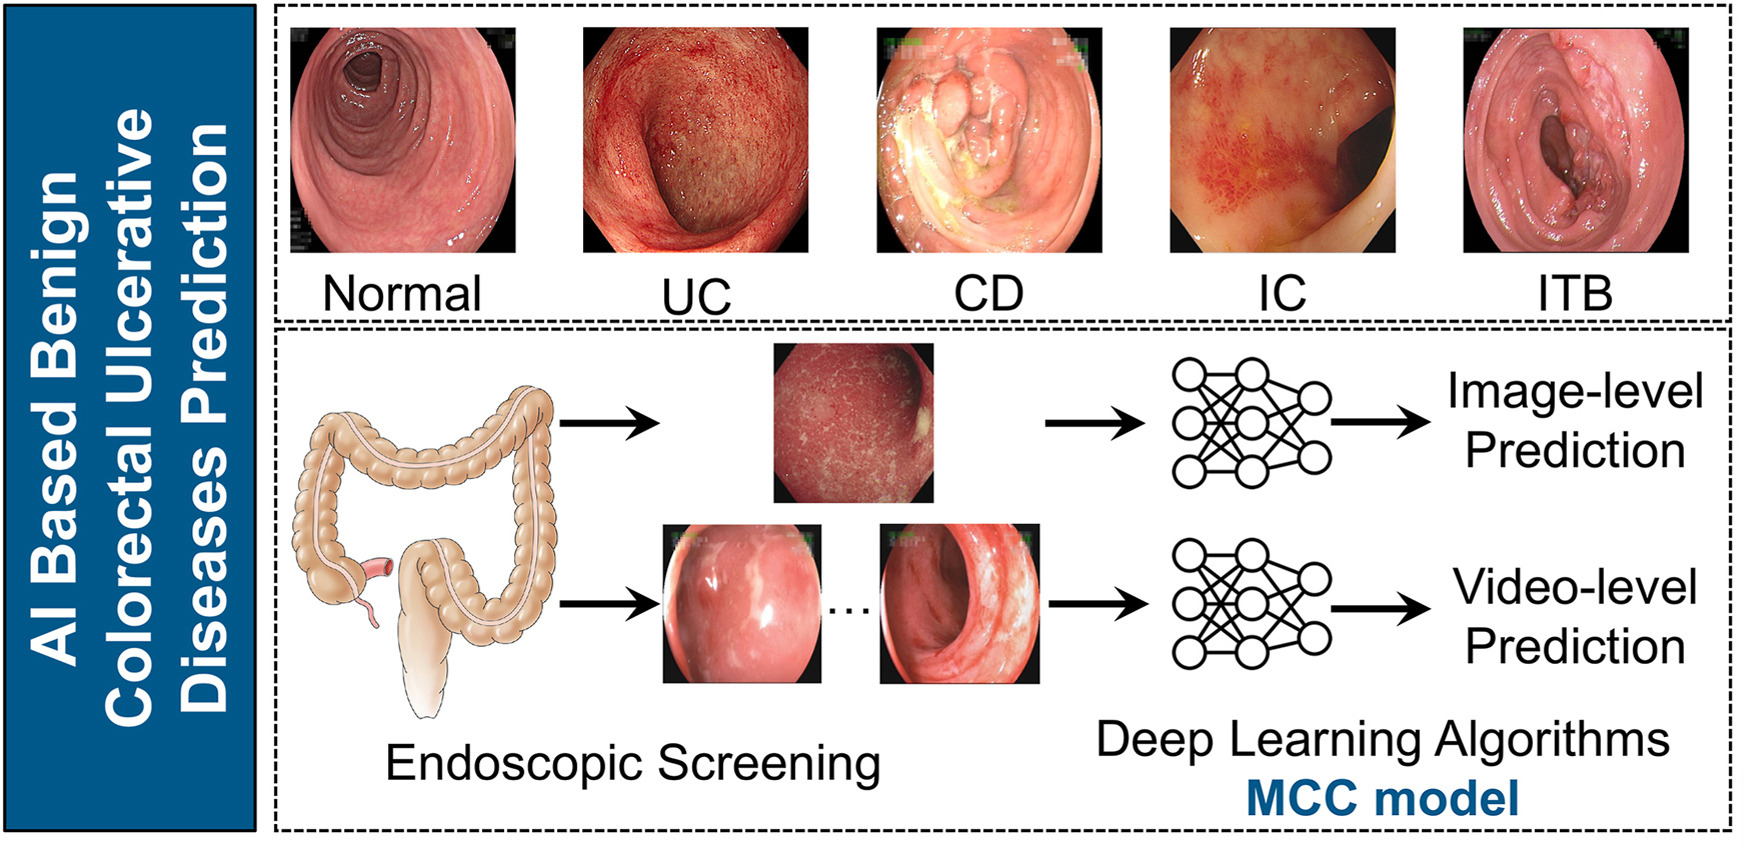 AI Based Benign
Colorectal Ulcerative
Diseases Prediction
Normal
UC
CD
IC
ITB
Image-level
Prediction
...
Video-level
Prediction
Endoscopic Screening
Deep Learning Algorithms
MCC model